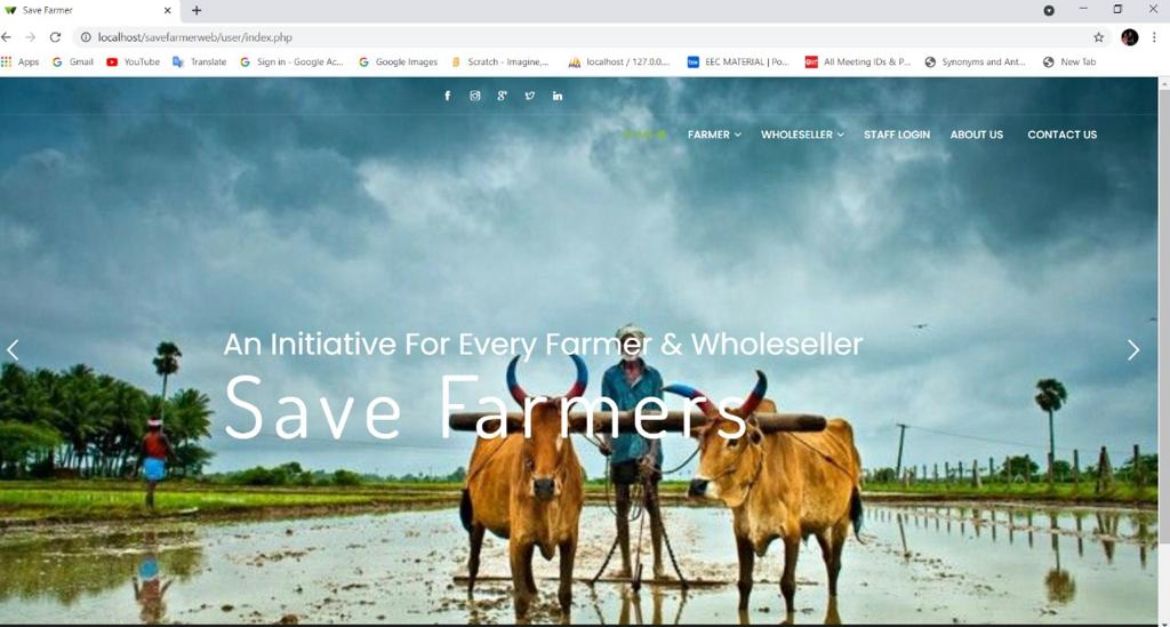 Save Farmer
localhost/savefarmerweb/user/index.php
Apps Gmail YouTube Translate Sign in - Google Ac... Google Images Scratch - Imagine,... localhost / 127.0.0.... EEC MATERIAL | Po... All Meeting IDs & P... Synonyms and Ant... New Tab
FARMER WHOLESELLER STAFF LOGIN ABOUT US CONTACT US
An Initiative For Every Farmer & Wholeseller
Save Farmers